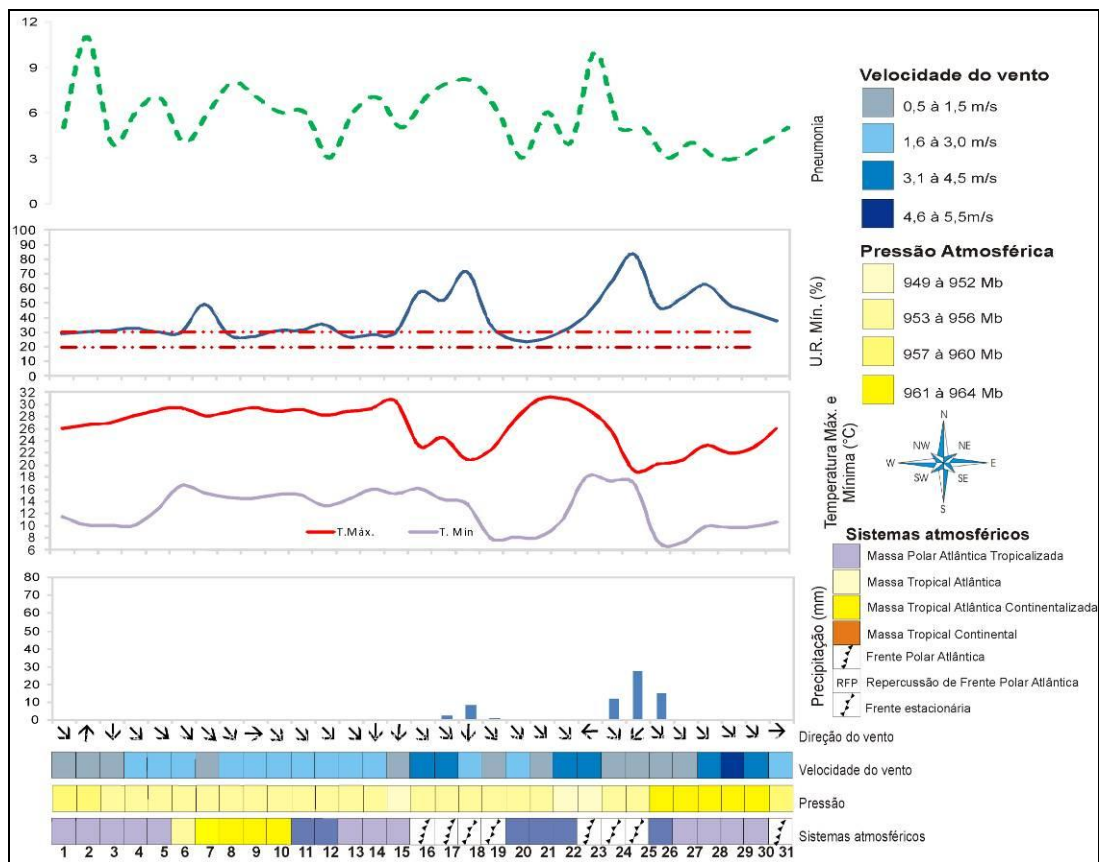 12
9
6
3
0
Pneumonia
100
90
80
70
60
50
40
30
20
10
0
U.R. Mín. (%)
32
30
28
26
24
22
20
18
16
14
12
10
8
6
T.Máx.
T. Mín
Temperatura Máx. e
Mínima (°C)
80
70
60
50
40
30
20
10
0
Precipitação (mm)
Velocidade do vento
0,5 à 1,5 m/s
1,6 à 3,0 m/s
3,1 à 4,5 m/s
4,6 à 5,5m/s
Pressão Atmosférica
949 à 952 Mb
953 à 956 Mb
957 à 960 Mb
961 à 964 Mb
N
NW
NE
W
E
SW
SE
S
Sistemas atmosféricos
Massa Polar Atlântica Tropicalizada
Massa Tropical Atlântica
Massa Tropical Atlântica Continentalizada
Massa Tropical Continental
Frente Polar Atlântica
RFP Repercussão de Frente Polar Atlântica
Frente estacionária
Direção do vento
Velocidade do vento
Pressão
Sistemas atmosféricos
1 2 3 4 5 6 7 8 9 10 11 12 13 14 15 16 17 18 19 20 21 22 23 24 25 26 27 28 29 30 31